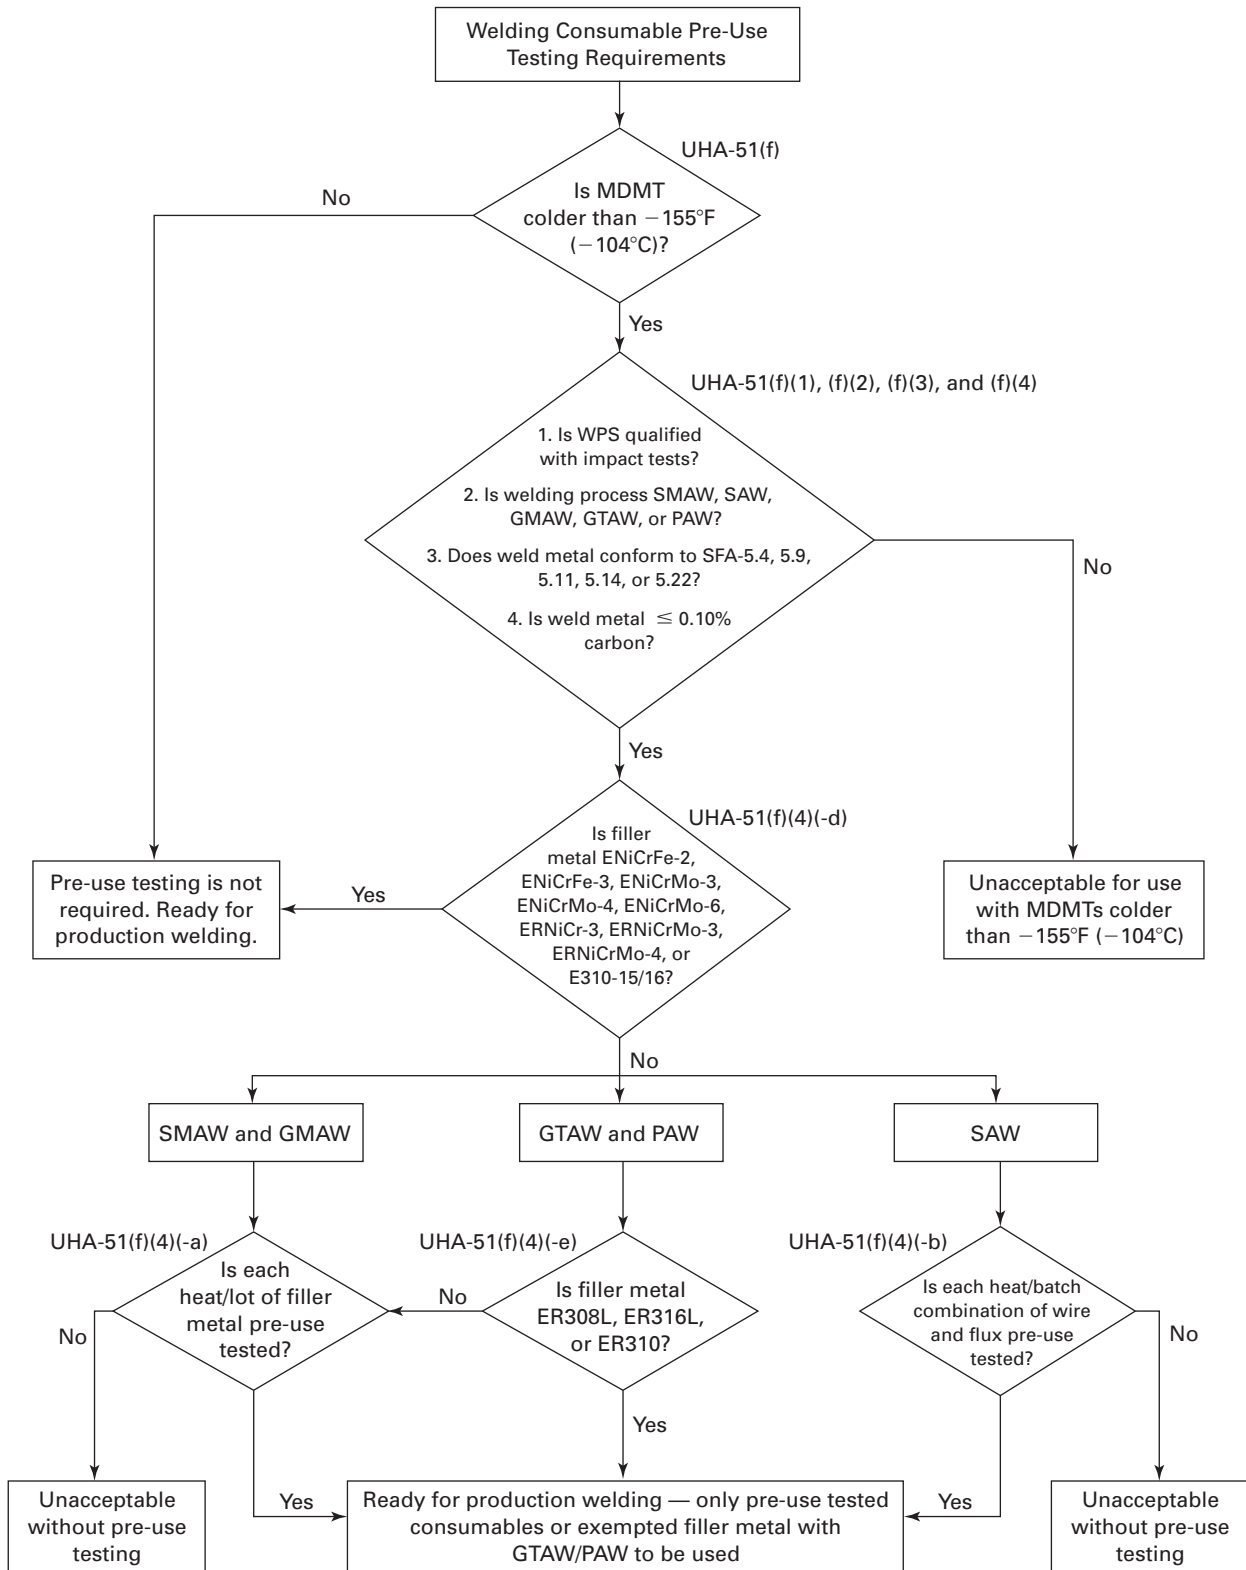 Welding Consumable Pre-Use
Testing Requirements
UHA-51(f)
Is MDMT
colder than −155°F
(−104°C)?
No
Yes
UHA-51(f)(1), (f)(2), (f)(3), and (f)(4)
1. Is WPS qualified
with impact tests?
2. Is welding process SMAW, SAW,
GMAW, GTAW, or PAW?
3. Does weld metal conform to SFA-5.4, 5.9,
5.11, 5.14, or 5.22?
4. Is weld metal ≤ 0.10%
carbon?
No
Yes
UHA-51(f)(4)(-d)
Is filler
metal ENiCrFe-2,
ENiCrFe-3, ENiCrMo-3,
ENiCrMo-4, ENiCrMo-6,
ERNiCr-3, ERNiCrMo-3,
ERNiCrMo-4, or
E310-15/16?
Yes
Pre-use testing is not
required. Ready for
production welding.
Unacceptable for use
with MDMTs colder
than −155°F (−104°C)
No
SMAW and GMAW
GTAW and PAW
SAW
UHA-51(f)(4)(-a)
Is each
heat/lot of filler
metal pre-use
tested?
No
UHA-51(f)(4)(-e)
Is filler metal
ER308L, ER316L,
or ER310?
No
Yes
UHA-51(f)(4)(-b)
Is each heat/batch
combination of wire
and flux pre-use
tested?
No
Unacceptable
without pre-use
testing
Yes
Ready for production welding — only pre-use tested
consumables or exempted filler metal with
GTAW/PAW to be used
Yes
Unacceptable
without pre-use
testing